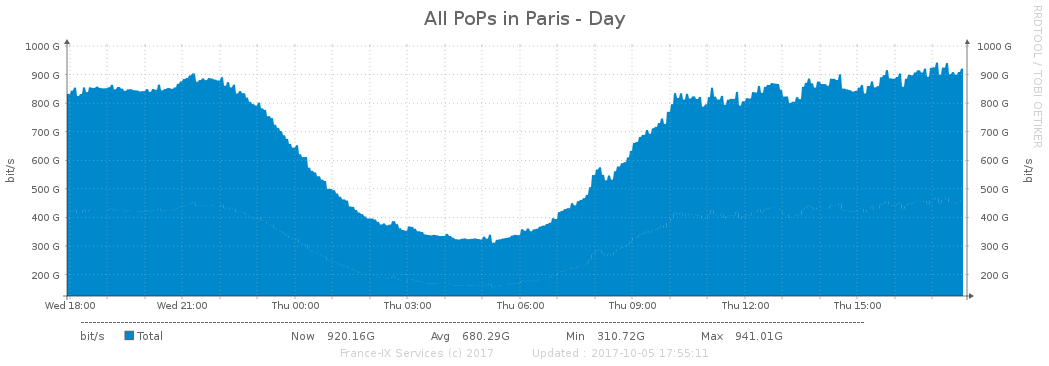 All PoPs in Paris - Day
RRDTOOL / TOBI OETIKER
bit/s
1000 G
900 G
800 G
700 G
600 G
500 G
400 G
300 G
200 G
1000 G
900 G
800 G
700 G
600 G
500 G
400 G
300 G
200 G
bit/s
Wed 18:00 Wed 21:00 Thu 00:00 Thu 03:00 Thu 06:00 Thu 09:00 Thu 12:00 Thu 15:00
bit/s Total Now 920.16G Avg 680.29G Min 310.72G Max 941.01G
France-IX Services (c) 2017 Updated : 2017-10-05 17:55:11